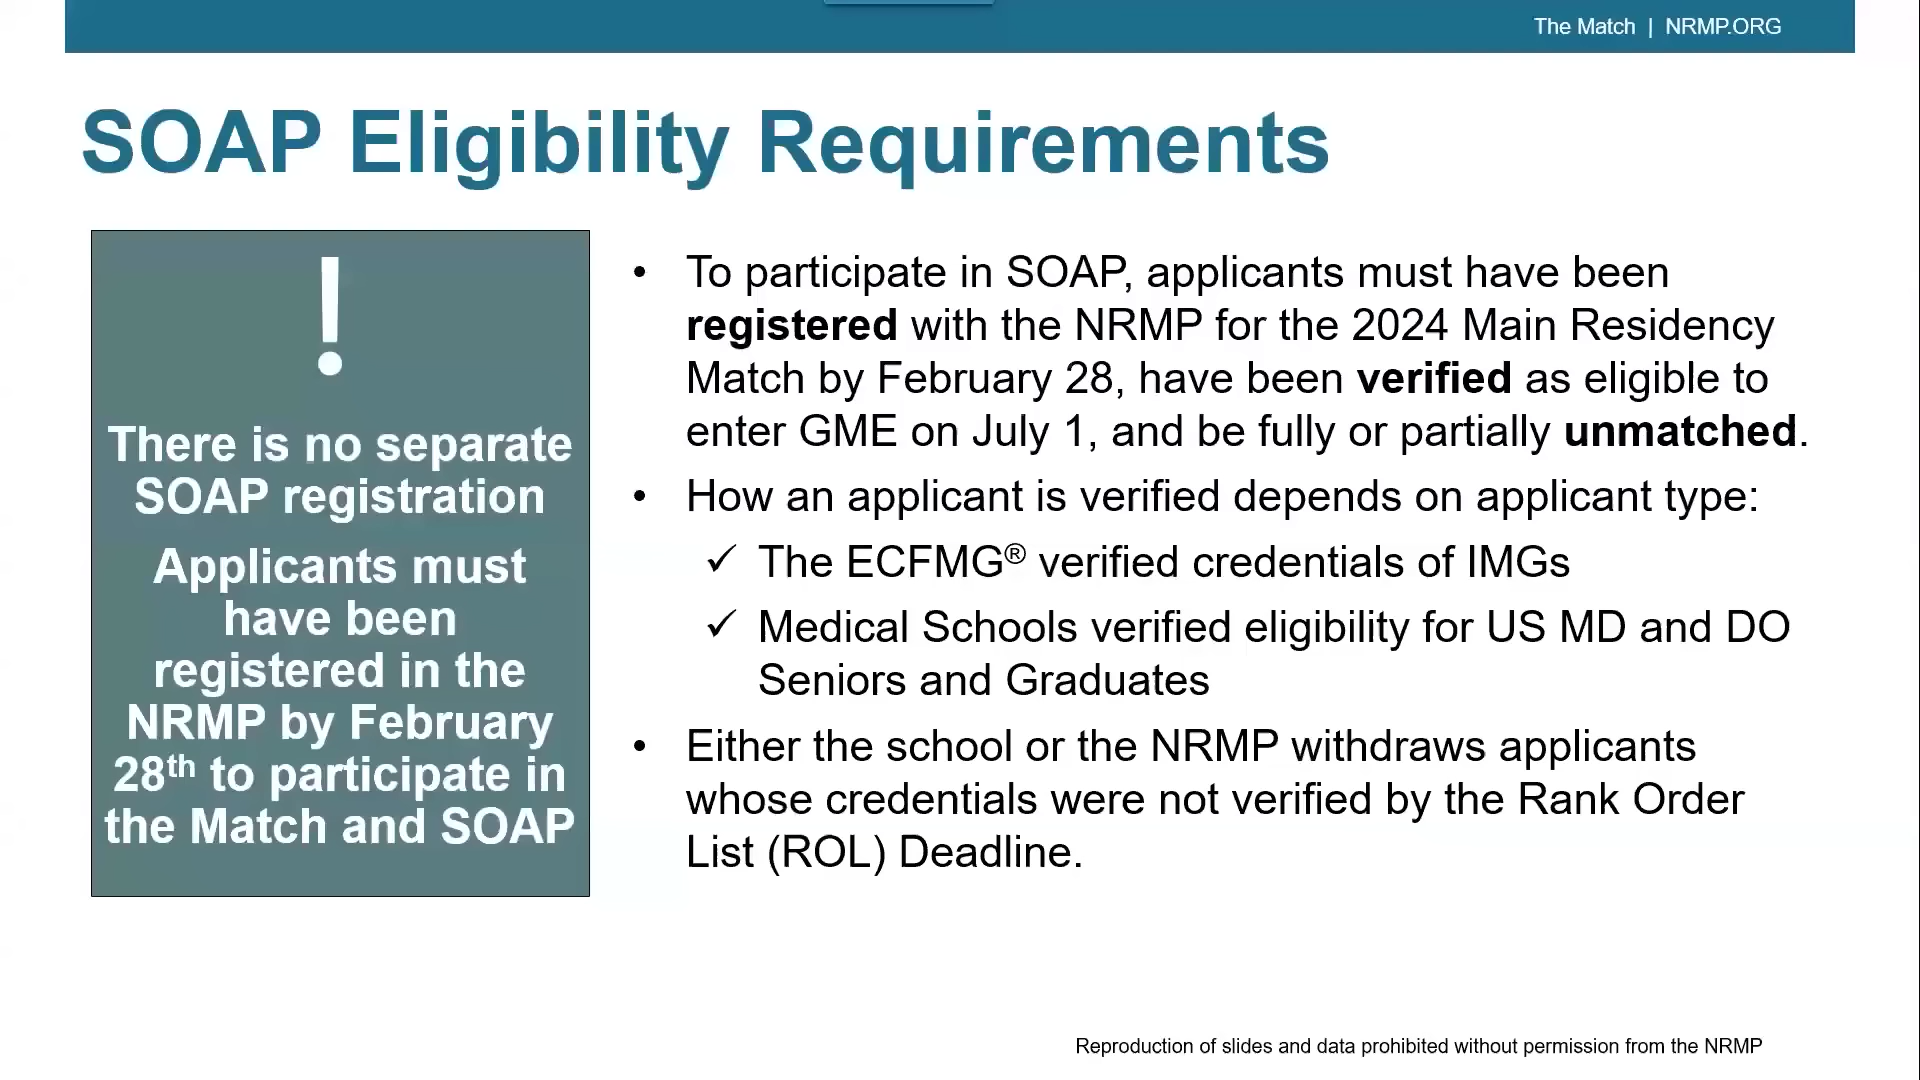 The Match | NRMP.ORG
SOAP Eligibility Requirements
!
There is no separate
SOAP registration
Applicants must
have been
registered in the
NRMP by February
28th to participate in
the Match and SOAP
• To participate in SOAP, applicants must have been
registered with the NRMP for the 2024 Main Residency
Match by February 28, have been verified as eligible to
enter GME on July 1, and be fully or partially unmatched.
• How an applicant is verified depends on applicant type:
✓ The ECFMG® verified credentials of IMGs
✓ Medical Schools verified eligibility for US MD and DO
Seniors and Graduates
• Either the school or the NRMP withdraws applicants
whose credentials were not verified by the Rank Order
List (ROL) Deadline.
Reproduction of slides and data prohibited without permission from the NRMP